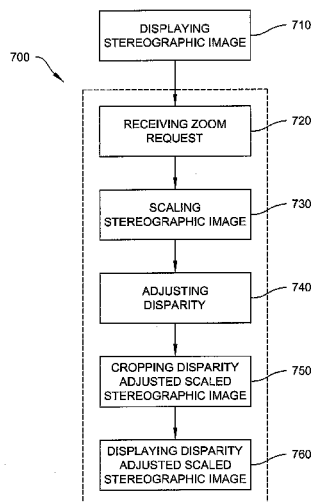 DISPLAYING
STEREOGRAPHIC IMAGE
710
700
RECEIVING ZOOM
REQUEST
720
SCALING
STEREOGRAPHIC IMAGE
730
ADJUSTING
DISPARITY
740
CROPPING DISPARITY
ADJUSTED SCALED
STEREOGRAPHIC IMAGE
750
DISPLAYING DISPARITY
ADJUSTED SCALED
STEREOGRAPHIC IMAGE
760